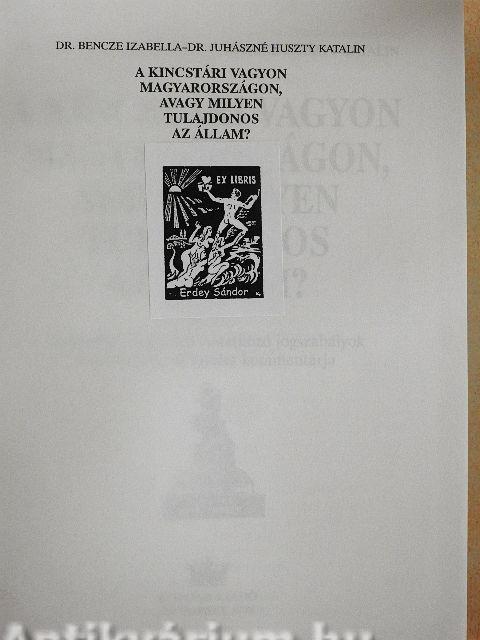 DR. BENCZE IZABELLA–DR. JUHÁSZNÉ HUSZTY KATALIN
A KINCSTÁRI VAGYON
MAGYARORSZÁGON,
AVAGY MILYEN
TULAJDONOS
AZ ÁLLAM?
EX LIBRIS
Erdey Sándor
Antikvárium.hu